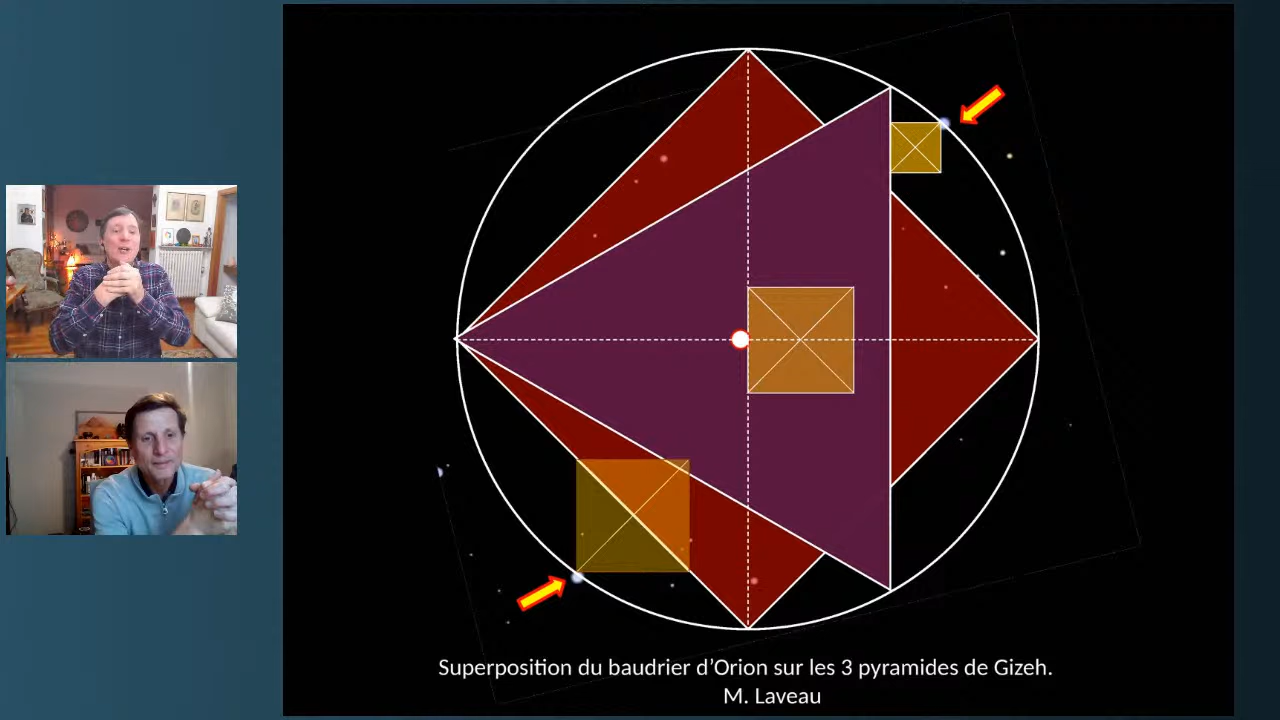 Superposition du baudrier d’Orion sur les 3 pyramides de Gizeh.
M. Laveau